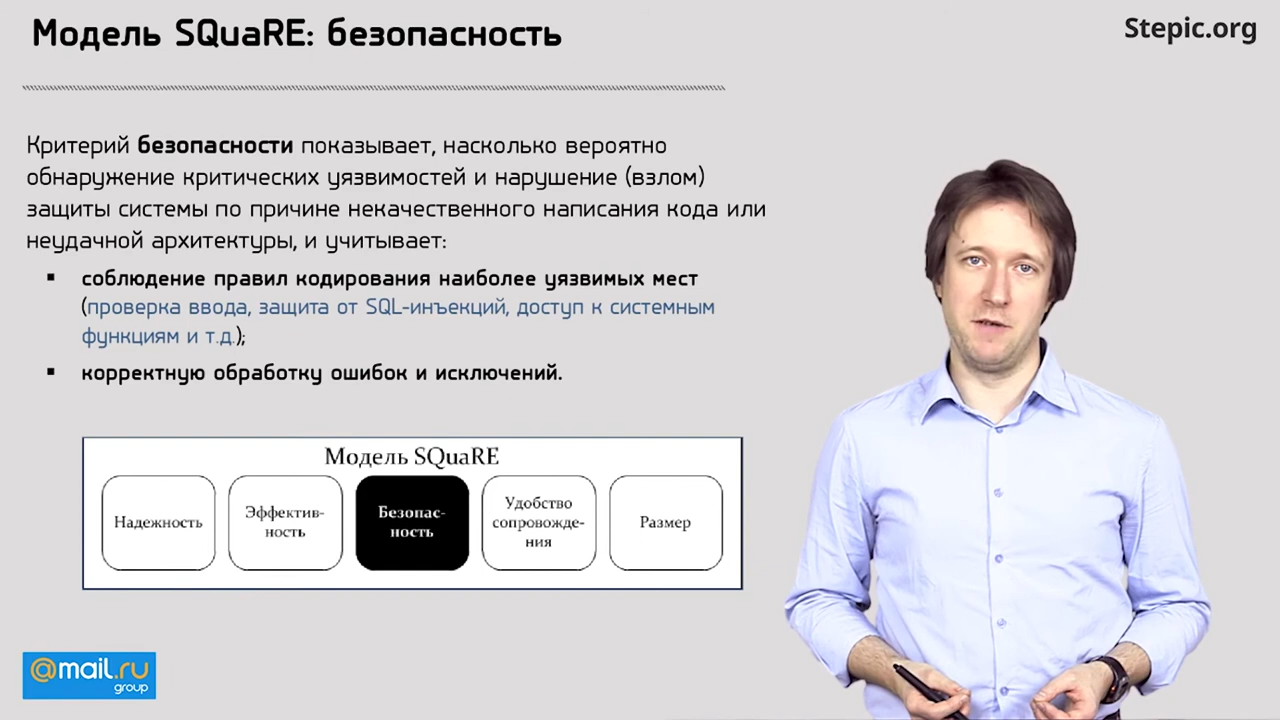 Модель SQuaRE: безопасность
Stepic.org
Критерий безопасности показывает, насколько вероятно
обнаружение критических уязвимостей и нарушение (взлом)
защиты системы по причине некачественного написания кода или
неудачной архитектуры, и учитывает:
▪ соблюдение правил кодирования наиболее уязвимых мест
(проверка ввода, защита от SQL-инъекций, доступ к системным
функциям и т.д.);
▪ корректную обработку ошибок и исключений.
Модель SQuaRE
Надежность
Эффектив-
ность
Безопас-
ность
Удобство
сопровожде-
ния
Размер
@mail.ru
group